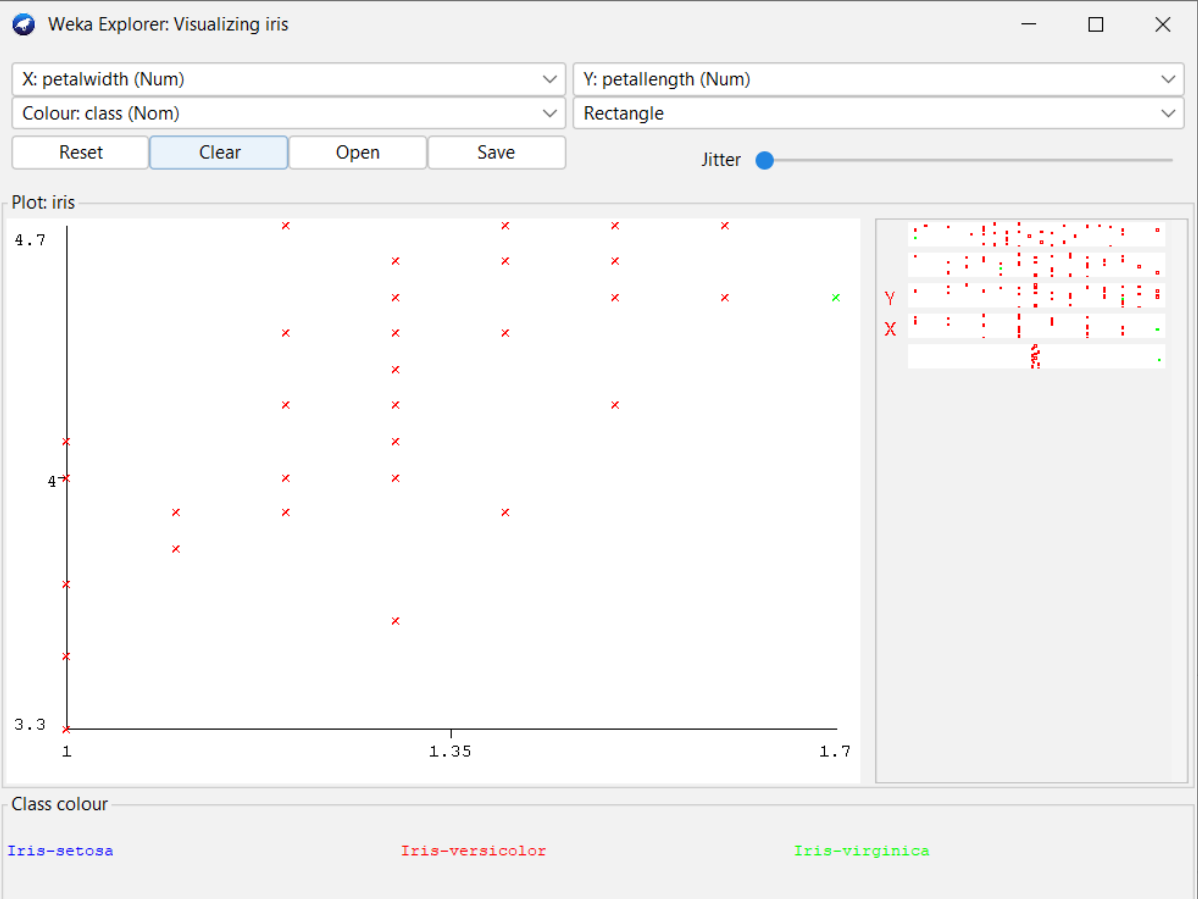 Weka Explorer: Visualizing iris
X: petalwidth (Num)
Y: petallength (Num)
Colour: class (Nom)
Rectangle
Reset
Clear
Open
Save
Jitter
Plot: iris
4.7
4
3.3
1
1.35
1.7
Y
X
Class colour
Iris-setosa
Iris-versicolor
Iris-virginica